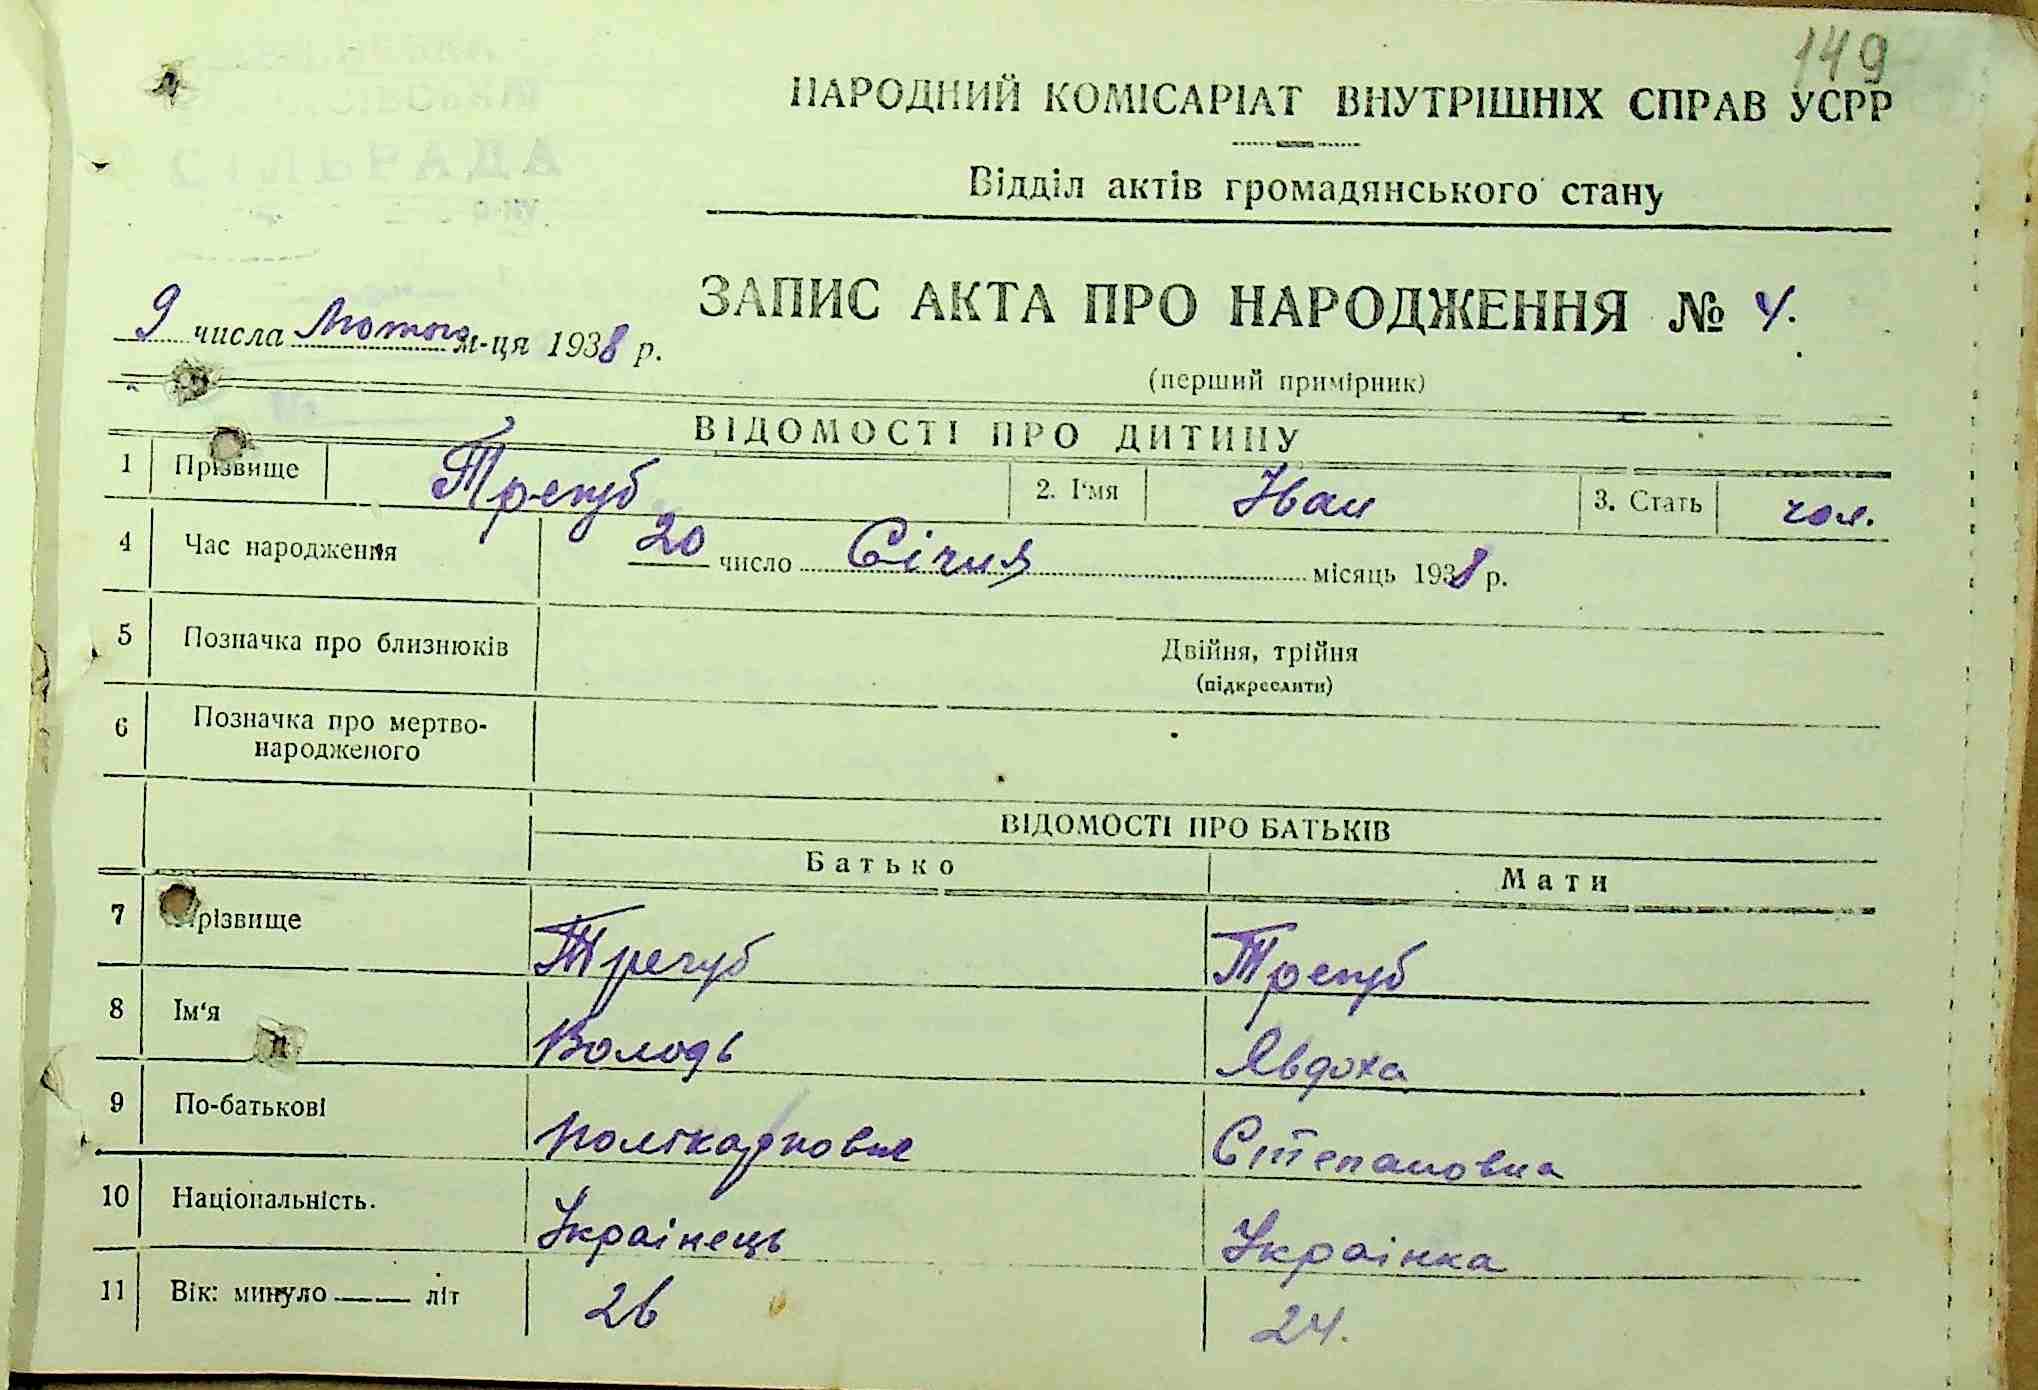 149
НАРОДНИЙ КОМІСАРІАТ ВНУТРІШНІХ СПРАВ УСРР
Відділ актів громадянського стану
ЗАПИС АКТА ПРО НАРОДЖЕННЯ № 4.
9 числа Лютого м-ця 1938 р.
(перший примірник)
ВІДОМОСТІ ПРО ДИТИНУ
1 Прізвище Трегуб 2. І'мя Іван 3. Стать чол.
4 Час народження 20 число Січня місяць 1938 р.
5 Позначка про близнюків Двійня, трійня
(підкреслити)
6 Позначка про мертво-
народженого
ВІДОМОСТІ ПРО БАТЬКІВ
Батько Мати
7 Прізвище Трегуб Трегуб
8 Ім'я Володь Явдоха
9 По-батькові Полікарпович Степановна
10 Національність. Українець Українка
11 Вік: минуло —— літ 26 24.
СІЛЬРАДА